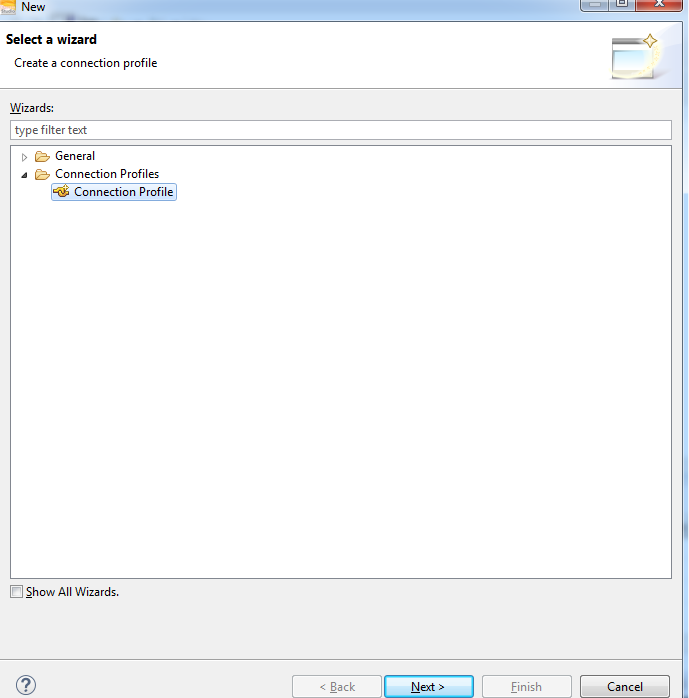 New
Select a wizard
Create a connection profile
Wizards:
type filter text
General
Connection Profiles
Connection Profile
Show All Wizards.
? < Back Next > Finish Cancel